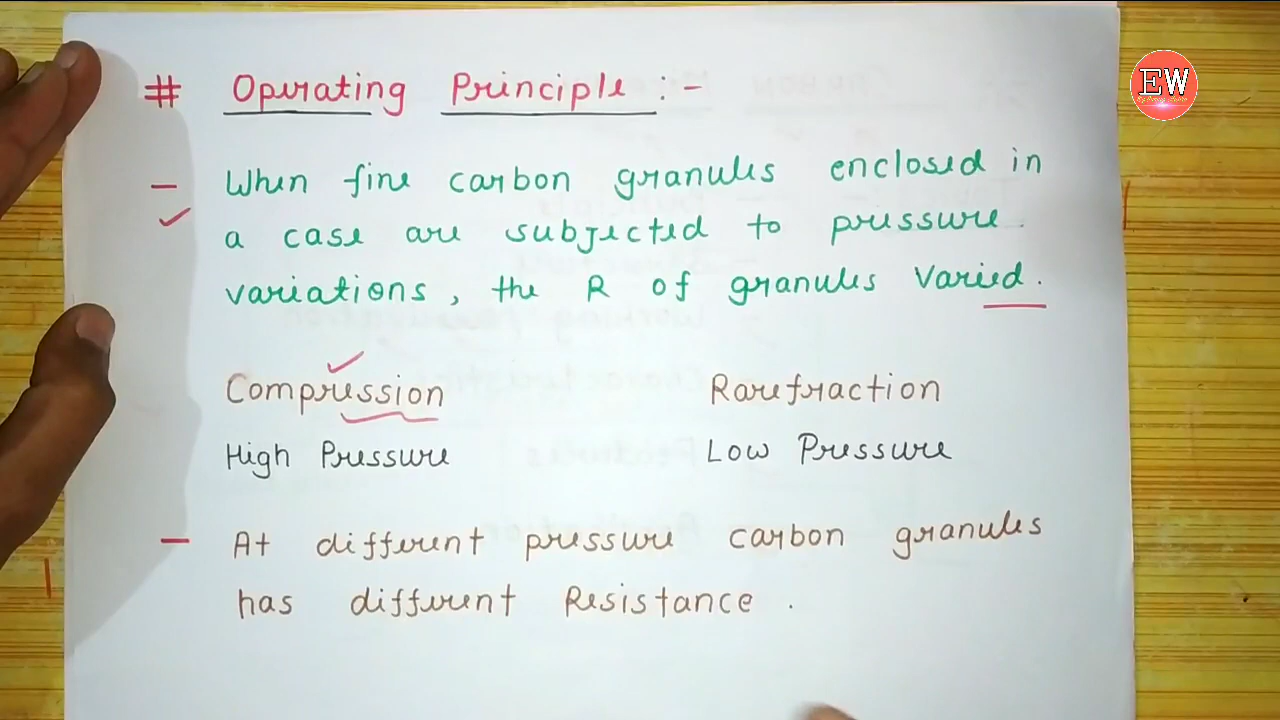 # Operating Principle :-
EW
- When fine carbon granules enclosed in
a case are subjected to pressure.
variations, the R of granules varied.
Compression Rarefraction
High Pressure Low Pressure
- At different pressure carbon granules
has different Resistance.